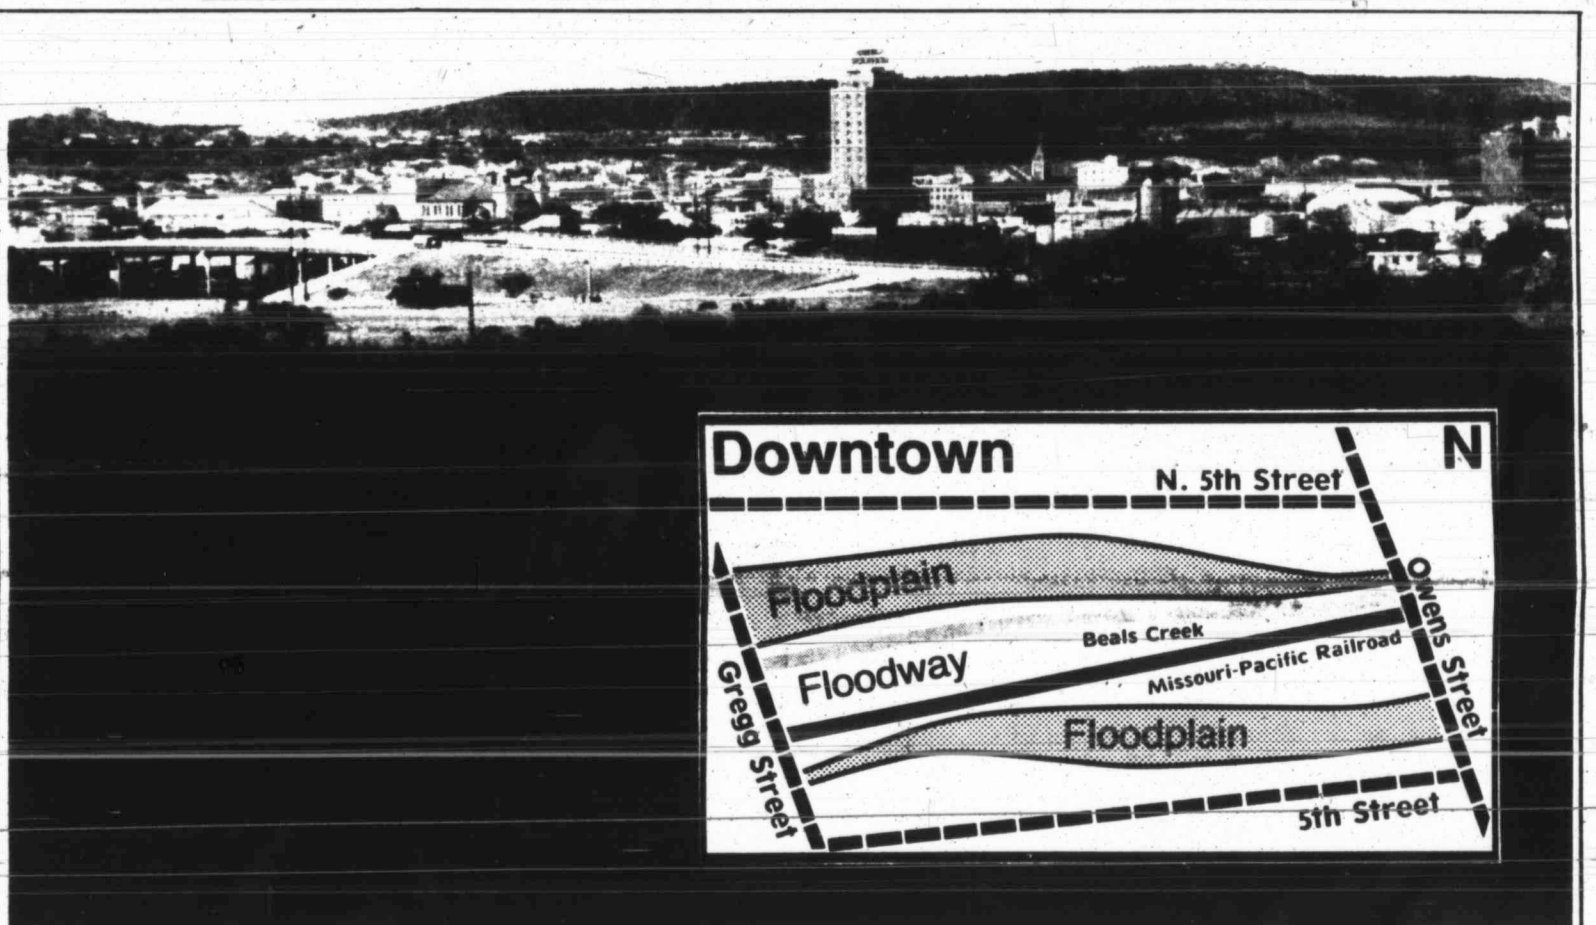 Downtown
N
N. 5th Street
Floodplain
Owens Street
Beals Creek
Floodway
Missouri-Pacific Railroad
Gregg Street
Floodplain
5th Street